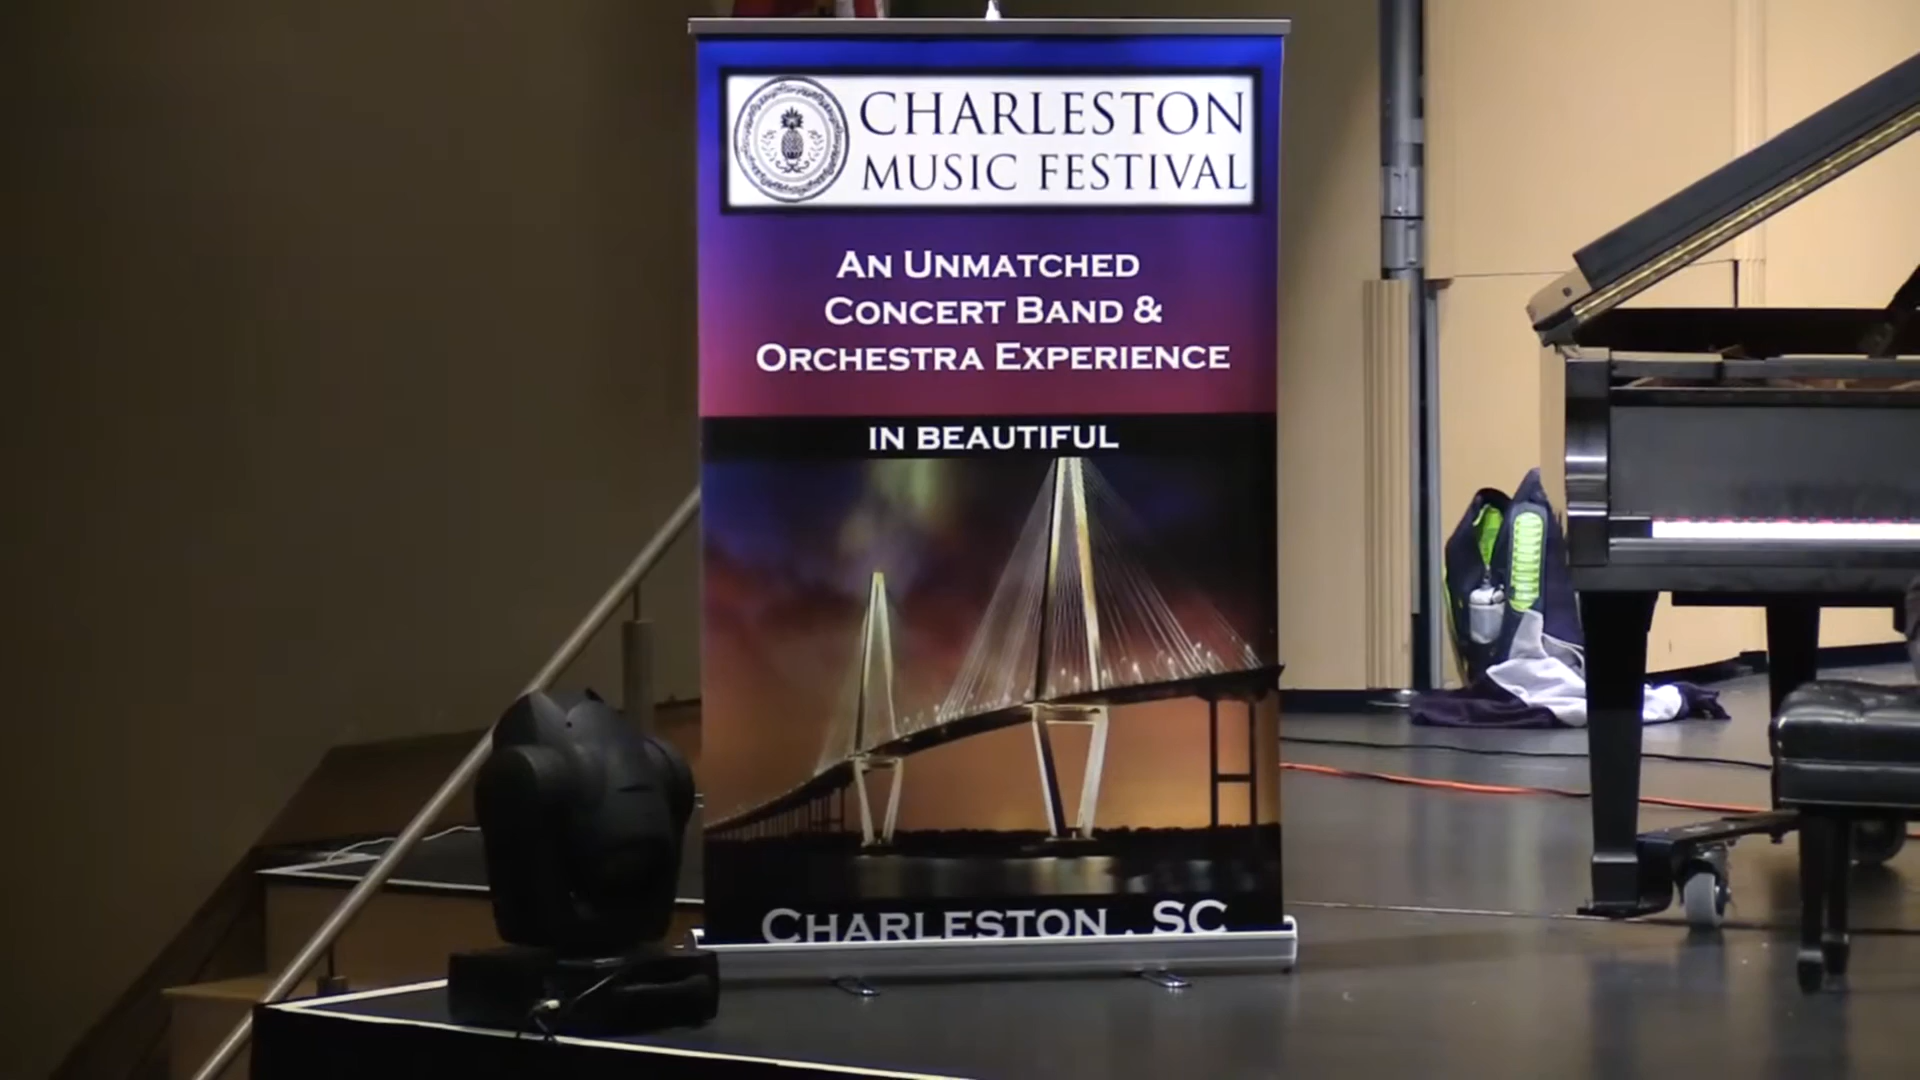 CHARLESTON
MUSIC FESTIVAL
AN UNMATCHED
CONCERT BAND &
ORCHESTRA EXPERIENCE
IN BEAUTIFUL
CHARLESTON , SC